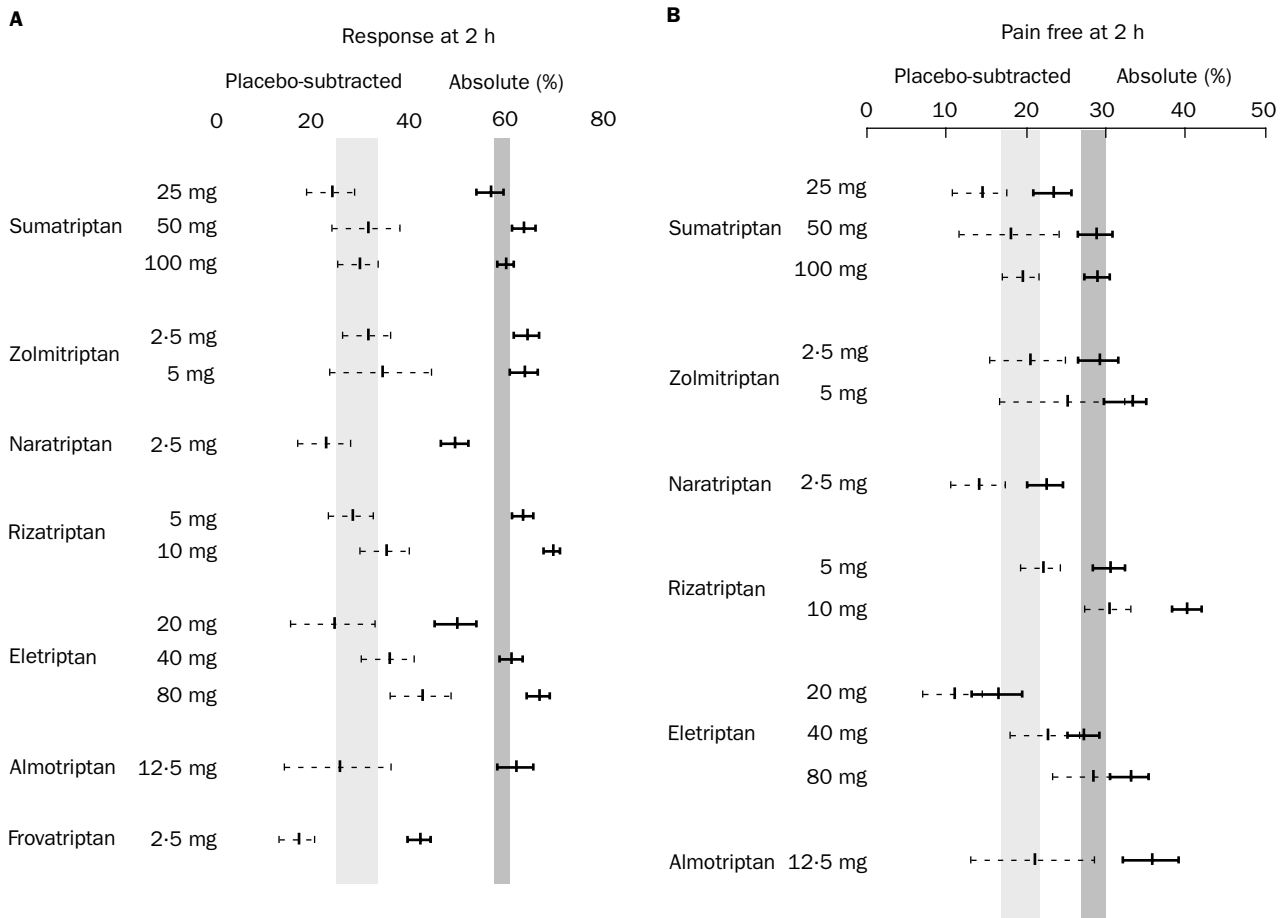 A
Response at 2 h
Placebo-subtracted Absolute (%)
0 20 40 60 80
25 mg
Sumatriptan 50 mg
100 mg
2·5 mg
Zolmitriptan
5 mg
Naratriptan 2·5 mg
5 mg
Rizatriptan
10 mg
20 mg
Eletriptan 40 mg
80 mg
Almotriptan 12·5 mg
Frovatriptan 2·5 mg
B
Pain free at 2 h
Placebo-subtracted Absolute (%)
0 10 20 30 40 50
25 mg
Sumatriptan 50 mg
100 mg
2·5 mg
Zolmitriptan
5 mg
Naratriptan 2·5 mg
5 mg
Rizatriptan
10 mg
20 mg
Eletriptan 40 mg
80 mg
Almotriptan 12·5 mg